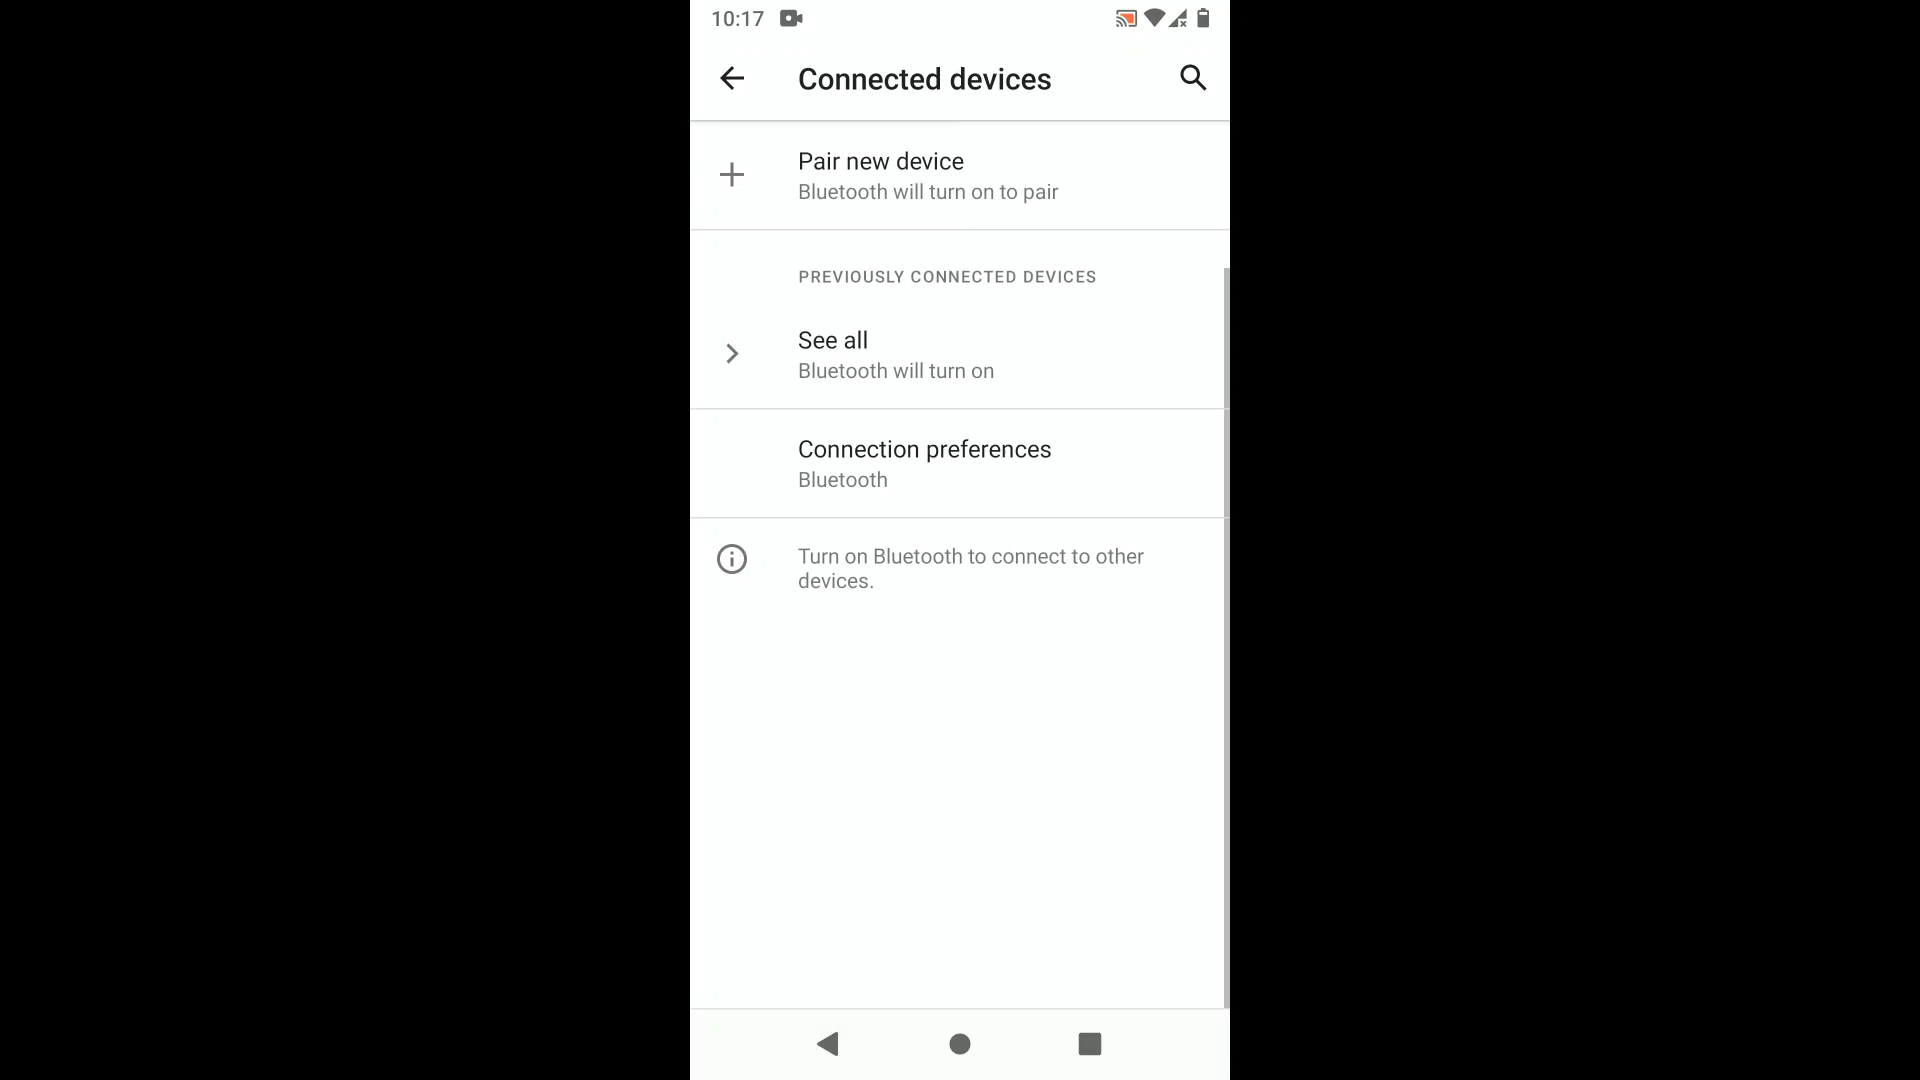 10:17
Connected devices
Pair new device
Bluetooth will turn on to pair
PREVIOUSLY CONNECTED DEVICES
See all
Bluetooth will turn on
Connection preferences
Bluetooth
Turn on Bluetooth to connect to other
devices.